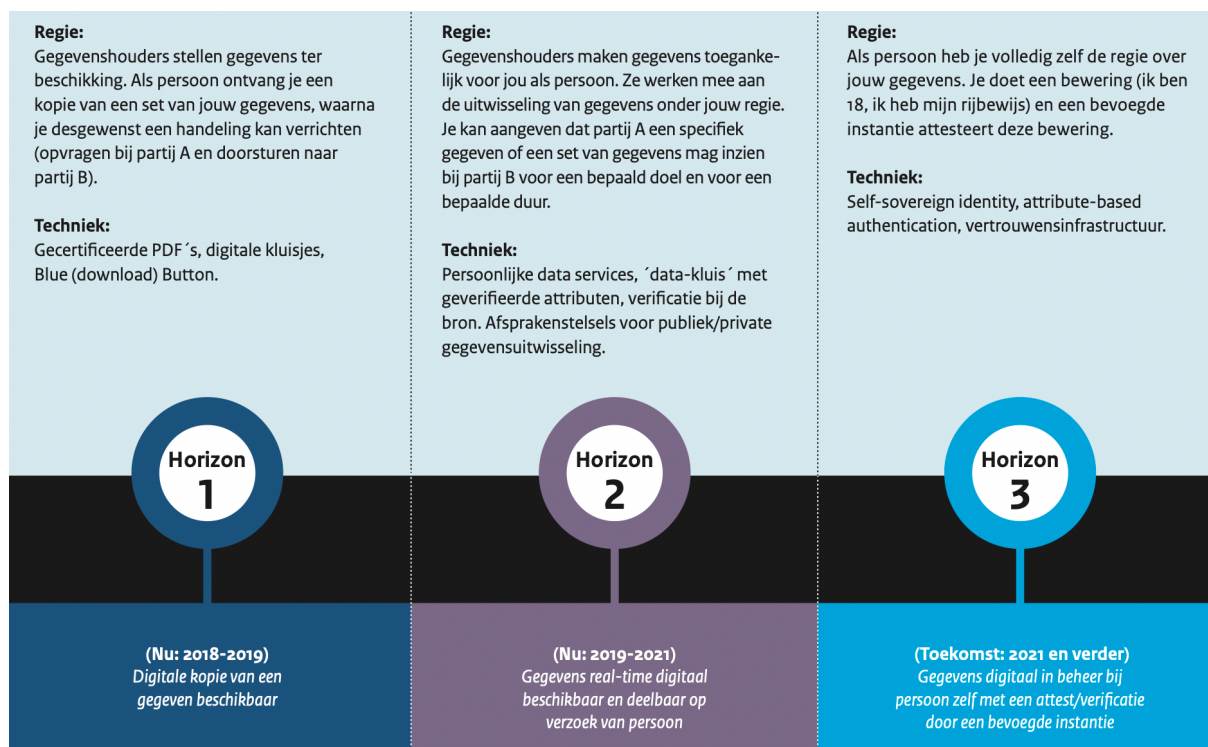 Regie:
Gegevenshouders stellen gegevens ter
beschikking. Als persoon ontvang je een
kopie van een set van jouw gegevens, waarna
je desgewenst een handeling kan verrichten
(opvragen bij partij A en doorsturen naar
partij B).
Techniek:
Gecertificeerde PDF´s, digitale kluisjes,
Blue (download) Button.
Horizon
1
(Nu: 2018-2019)
Digitale kopie van een
gegeven beschikbaar
Regie:
Gegevenshouders maken gegevens toeganke-
lijk voor jou als persoon. Ze werken mee aan
de uitwisseling van gegevens onder jouw regie.
Je kan aangeven dat partij A een specifiek
gegeven of een set van gegevens mag inzien
bij partij B voor een bepaald doel en voor een
bepaalde duur.
Techniek:
Persoonlijke data services, ´data-kluis´ met
geverifieerde attributen, verificatie bij de
bron. Afsprakenstelsels voor publiek/private
gegevensuitwisseling.
Horizon
2
(Nu: 2019-2021)
Gegevens real-time digitaal
beschikbaar en deelbaar op
verzoek van persoon
Regie:
Als persoon heb je volledig zelf de regie over
jouw gegevens. Je doet een bewering (ik ben
18, ik heb mijn rijbewijs) en een bevoegde
instantie attesteert deze bewering.
Techniek:
Self-sovereign identity, attribute-based
authentication, vertrouwensinfrastructuur.
Horizon
3
(Toekomst: 2021 en verder)
Gegevens digitaal in beheer bij
persoon zelf met een attest/verificatie
door een bevoegde instantie